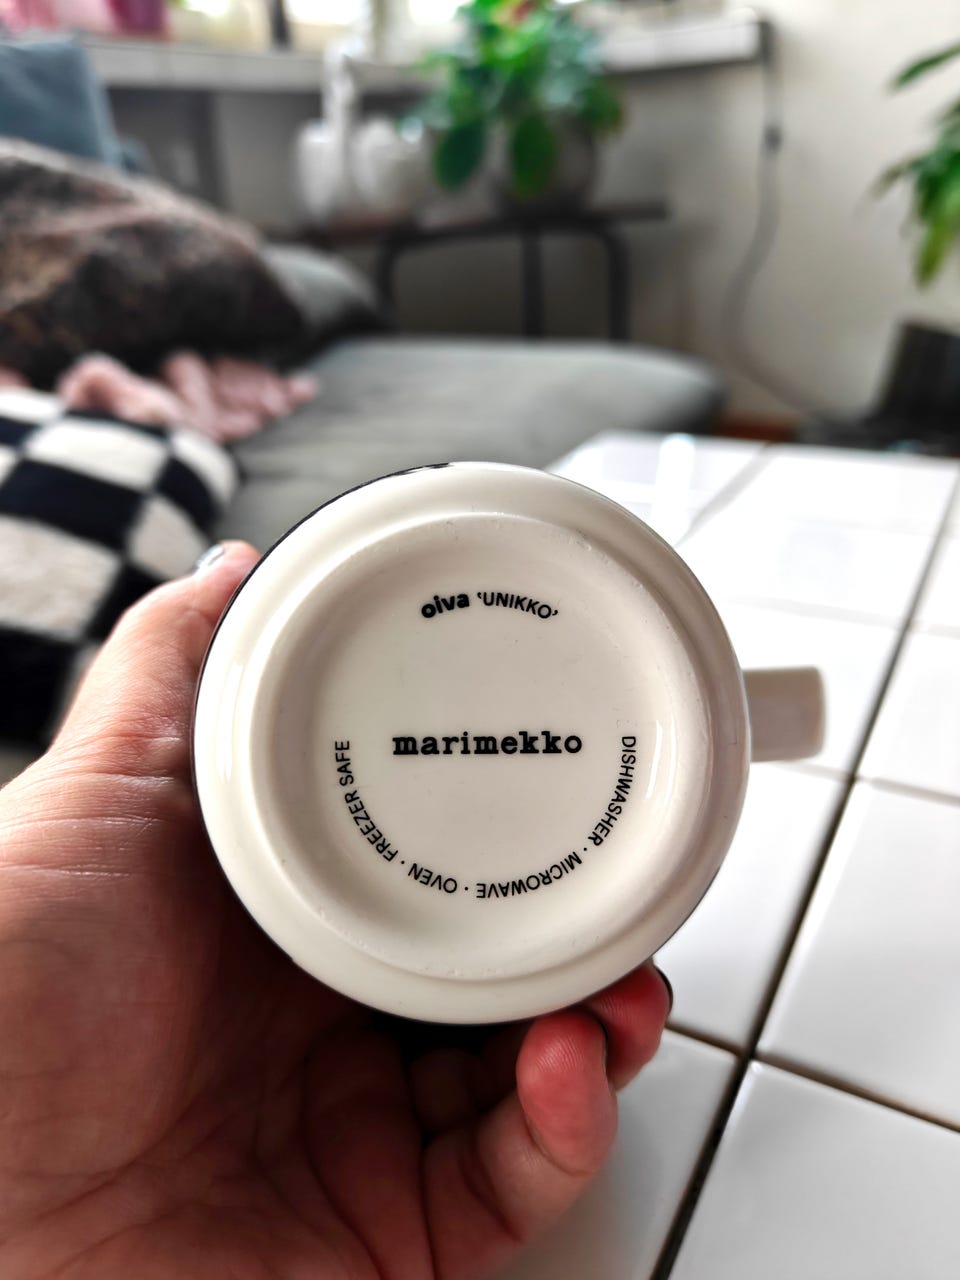 oiva ‘UNIKKO’
marimekko
DISHWASHER · MICROWAVE · OVEN · FREEZER SAFE